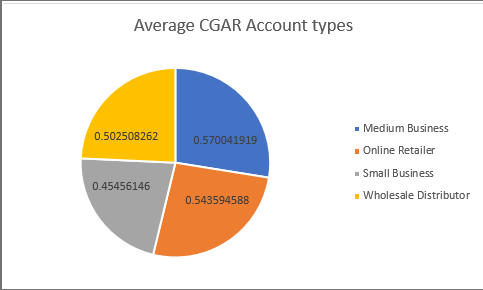 Average CGAR Account types
0.502508262
0.570041919
0.45456146
0.543594588
Medium Business
Online Retailer
Small Business
Wholesale Distributor